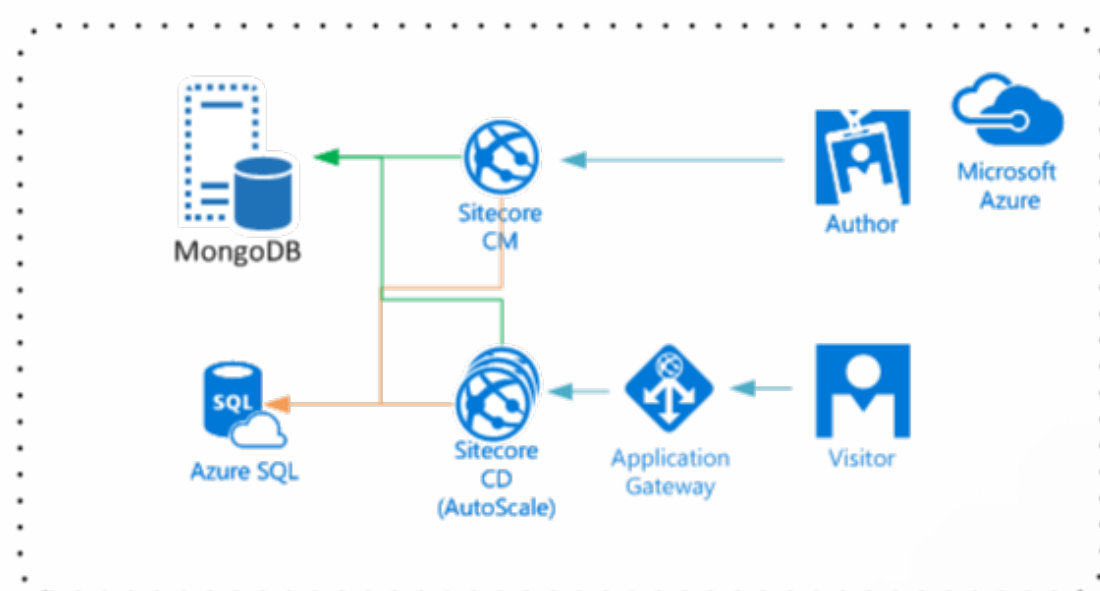 Microsoft
Azure
Author
Sitecore
CM
MongoDB
SQL
Azure SQL
Sitecore
CD
(AutoScale)
Application
Gateway
Visitor